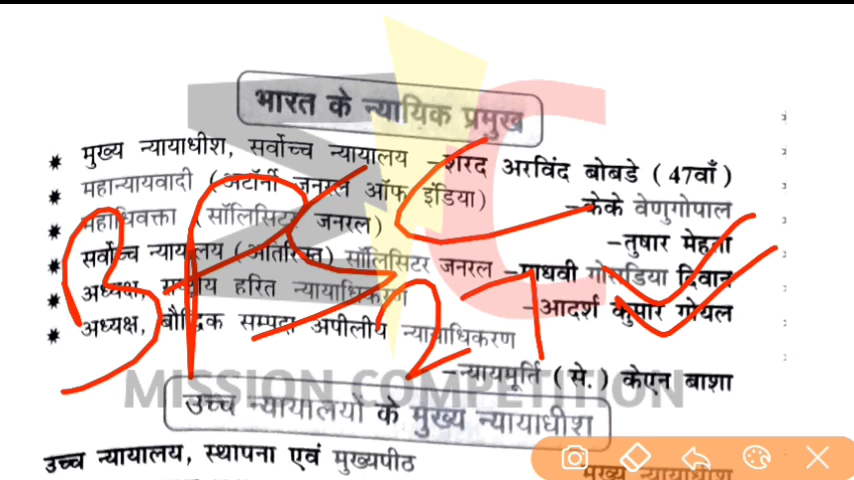 भारत के न्यायिक प्रमुख
* मुख्य न्यायाधीश, सर्वोच्च न्यायालय –शरद अरविंद बोबडे (47वाँ)
* महान्यायवादी (अटॉर्नी जनरल ऑफ इंडिया)
–केके वेणुगोपाल
* महाधिवक्ता (सॉलिसिटर जनरल)
–तुषार मेहता
* सर्वोच्च न्यायालय (अतिरिक्त) सॉलिसिटर जनरल –माधवी गोराडिया दिवान
* अध्यक्ष, राष्ट्रीय हरित न्यायाधिकरण
–आदर्श कुमार गोयल
* अध्यक्ष, बौद्धिक सम्पदा अपीलीय न्यायाधिकरण
–न्यायमूर्ति (से.) केएन बाशा
MISSION COMPETITION
उच्च न्यायालयों के मुख्य न्यायाधीश
उच्च न्यायालय, स्थापना एवं मुख्यपीठ
मुख्य न्यायाधीश